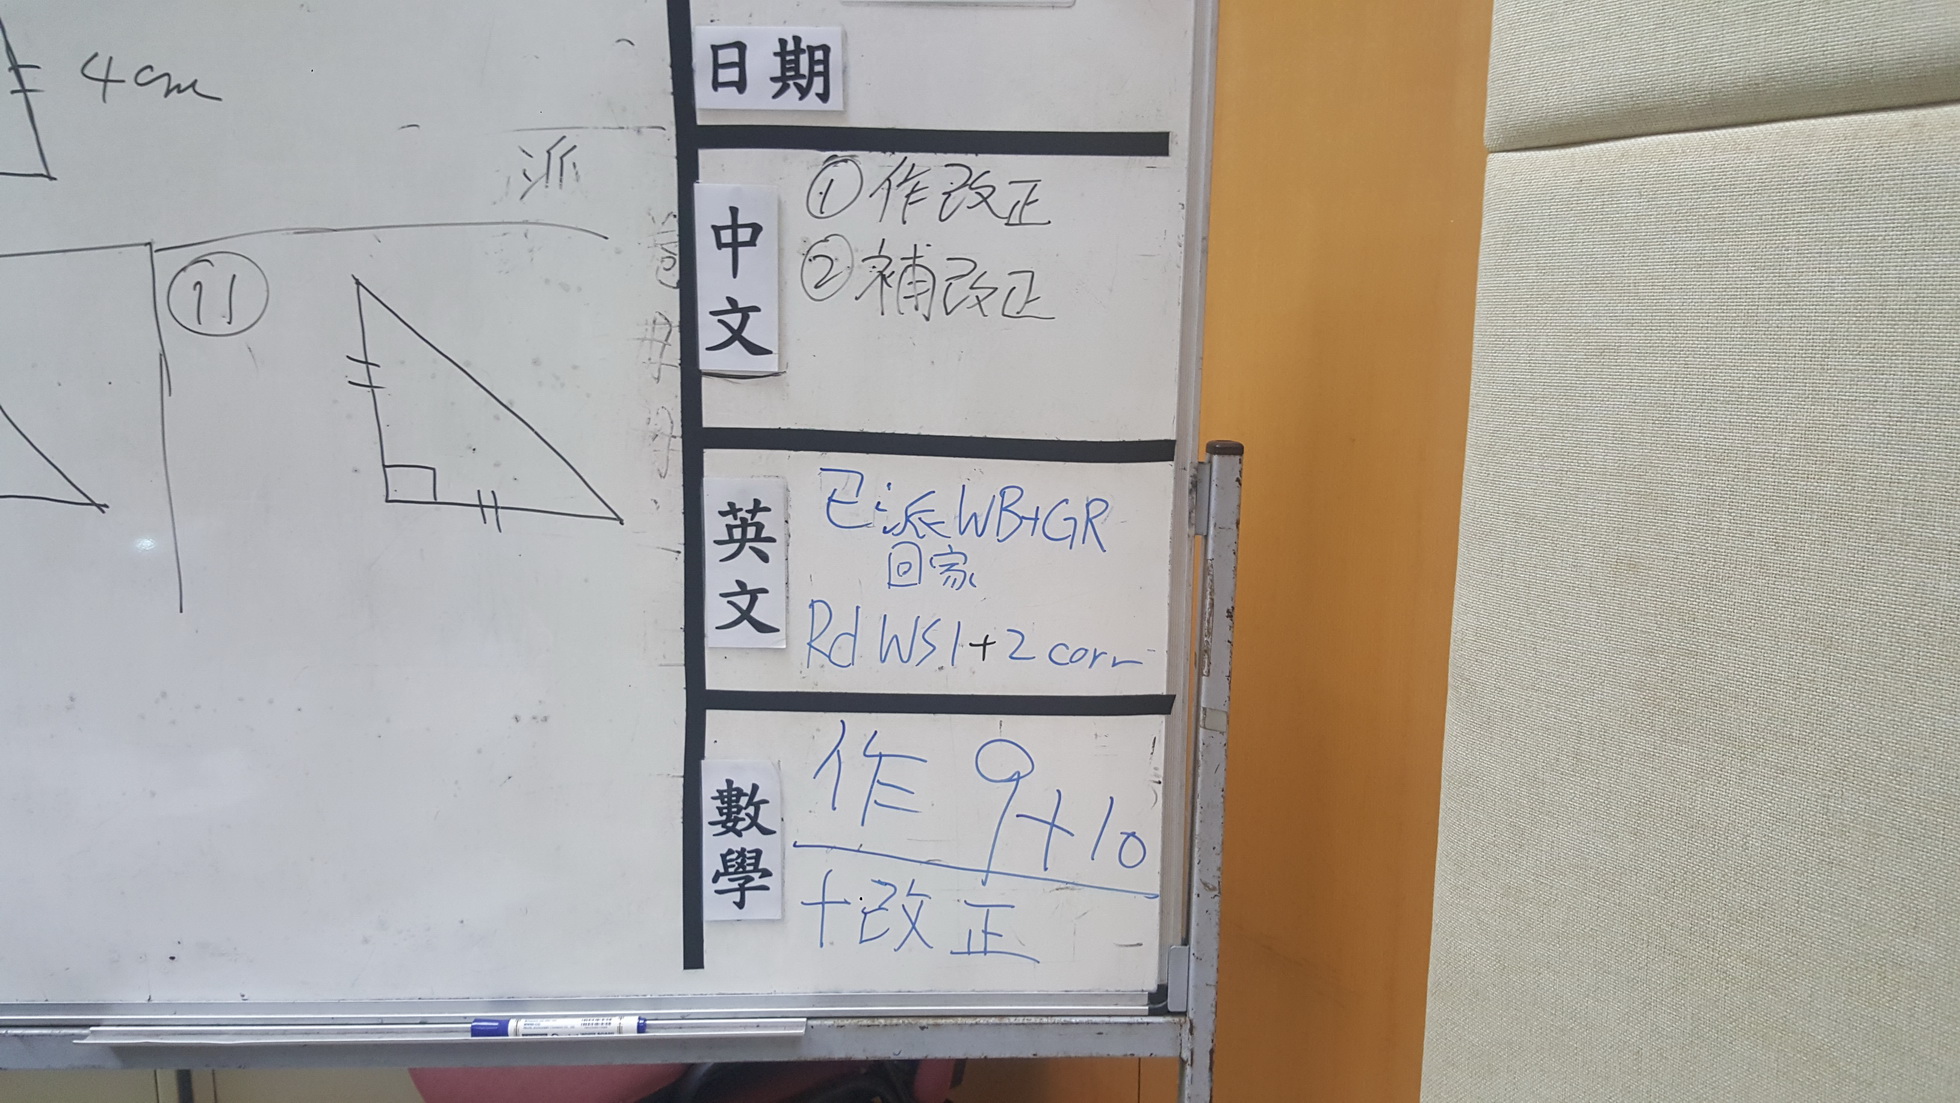 4cm
派
11
日期
中文
①作改正
②補改正
英文
已派WB+GR
回家
Rd WS1+2 corr
數學
作 9+10
+改正